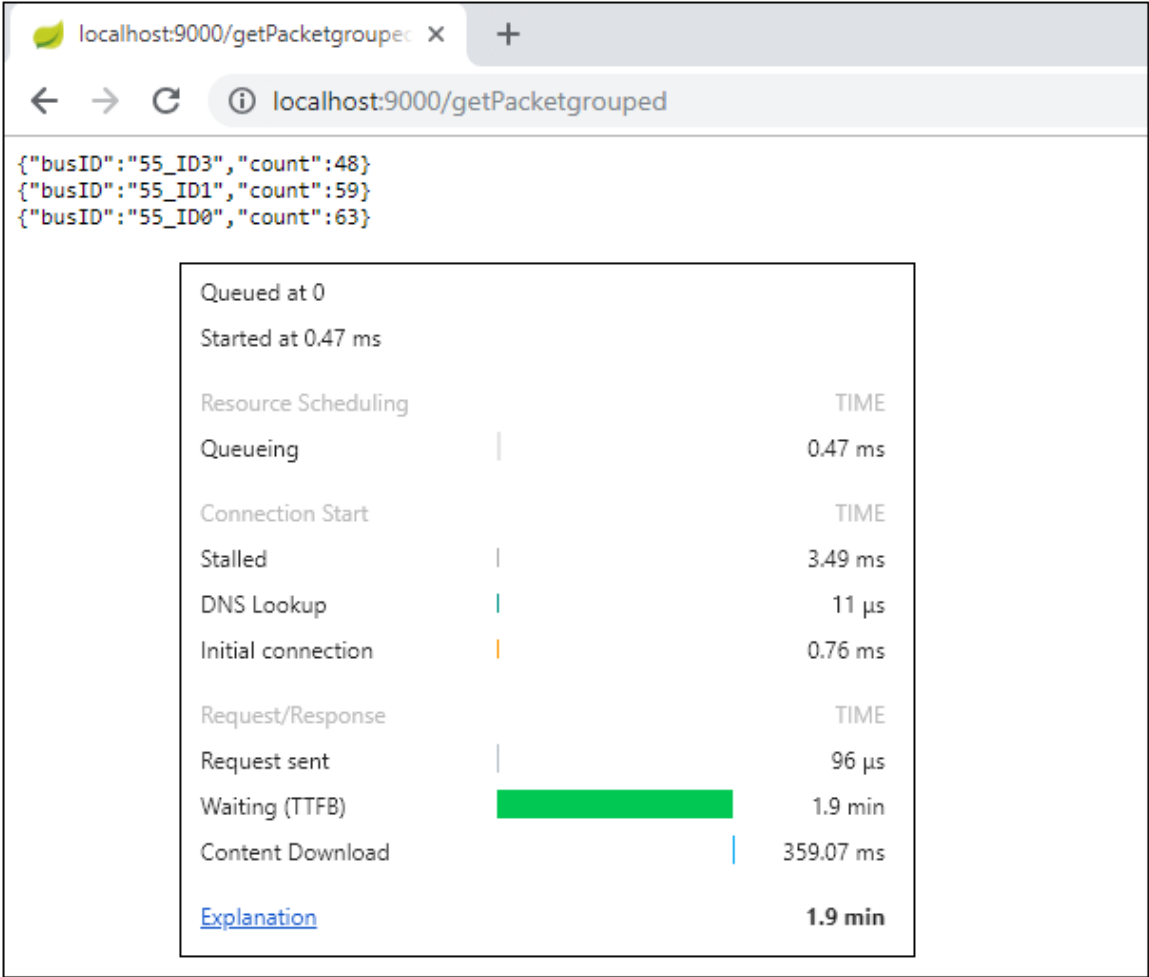 localhost:9000/getPacketgrouped
localhost:9000/getPacketgrouped
{"busID":"55_ID3","count":48}
{"busID":"55_ID1","count":59}
{"busID":"55_ID0","count":63}
Queued at 0
Started at 0.47 ms
Resource Scheduling TIME
Queueing 0.47 ms
Connection Start TIME
Stalled 3.49 ms
DNS Lookup 11 μs
Initial connection 0.76 ms
Request/Response TIME
Request sent 96 μs
Waiting (TTFB) 1.9 min
Content Download 359.07 ms
Explanation 1.9 min